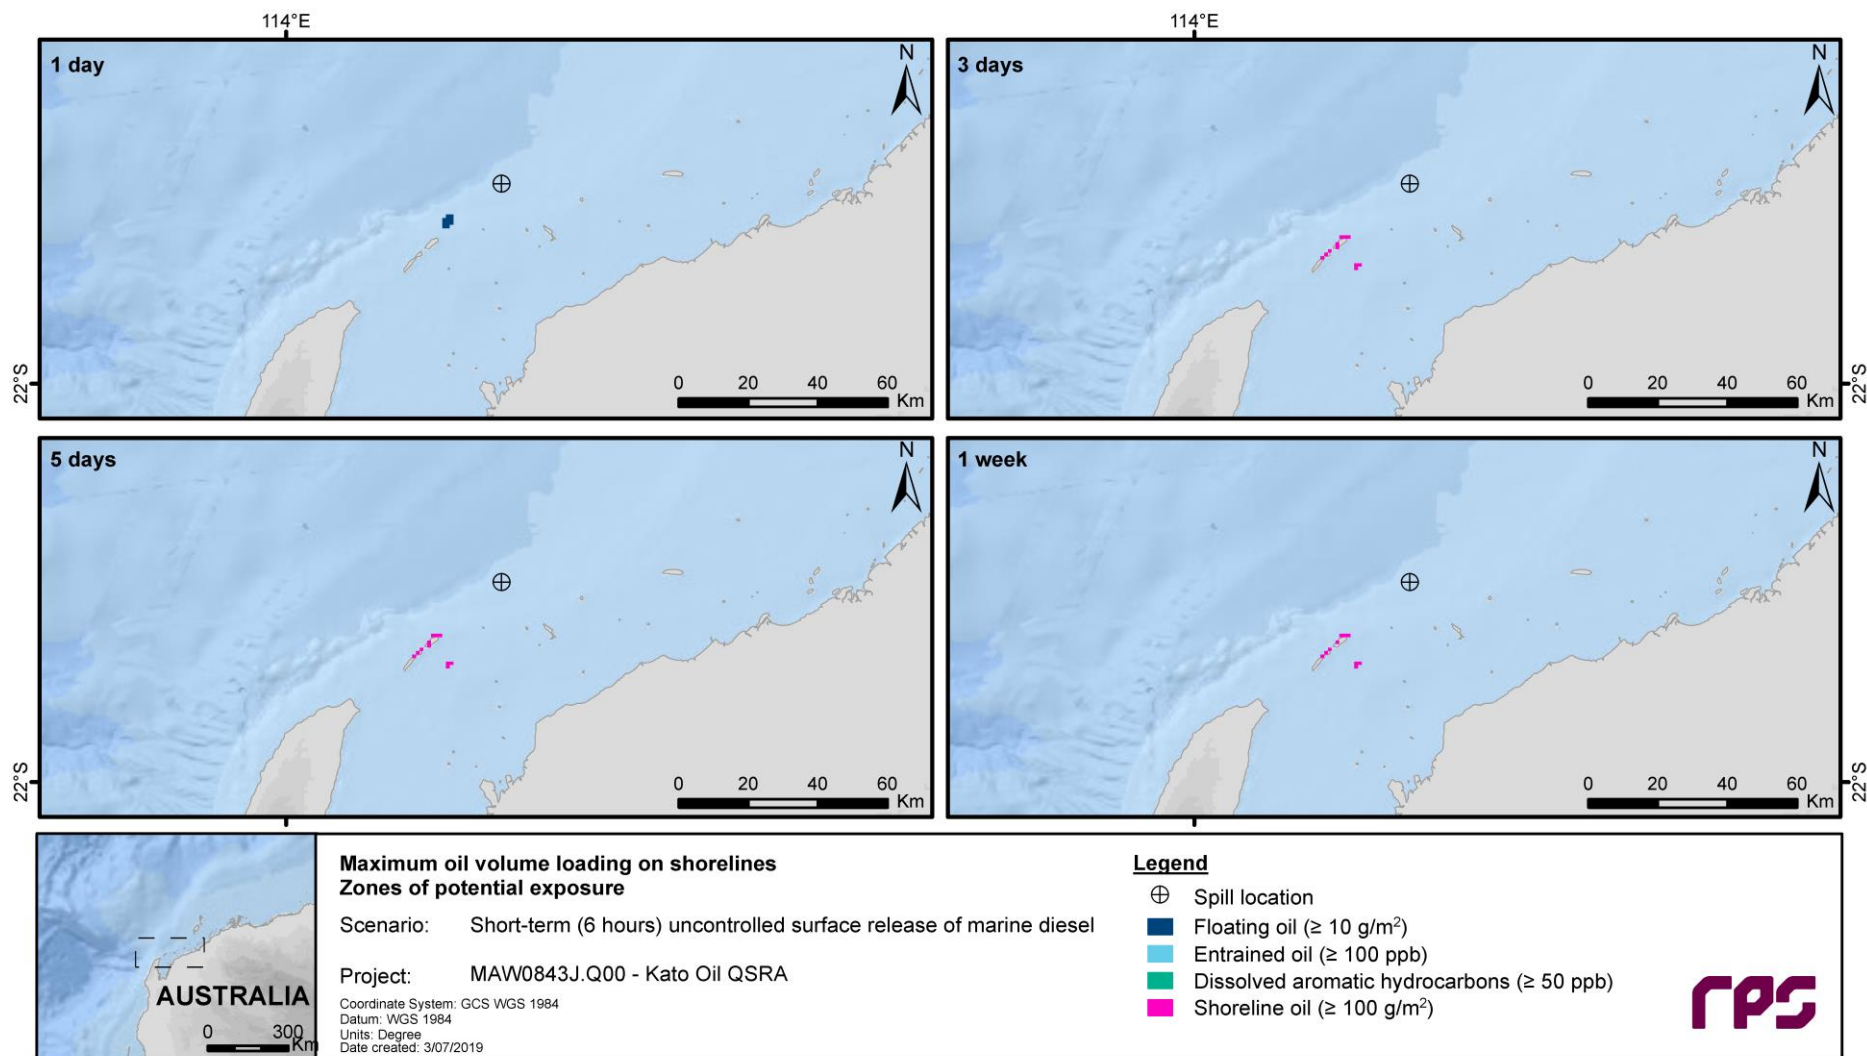 114°E
114°E
1 day
N
3 days
N
22°S
0 20 40 60
Km
0 20 40 60
Km
22°S
5 days
N
1 week
N
22°S
0 20 40 60
Km
0 20 40 60
Km
22°S
AUSTRALIA
0 300
Km
Maximum oil volume loading on shorelines
Zones of potential exposure
Scenario: Short-term (6 hours) uncontrolled surface release of marine diesel
Project: MAW0843J.Q00 - Kato Oil QSRA
Coordinate System: GCS WGS 1984
Datum: WGS 1984
Units: Degree
Date created: 3/07/2019
Legend
Spill location
Floating oil (≥ 10 g/m²)
Entrained oil (≥ 100 ppb)
Dissolved aromatic hydrocarbons (≥ 50 ppb)
Shoreline oil (≥ 100 g/m²)
rps